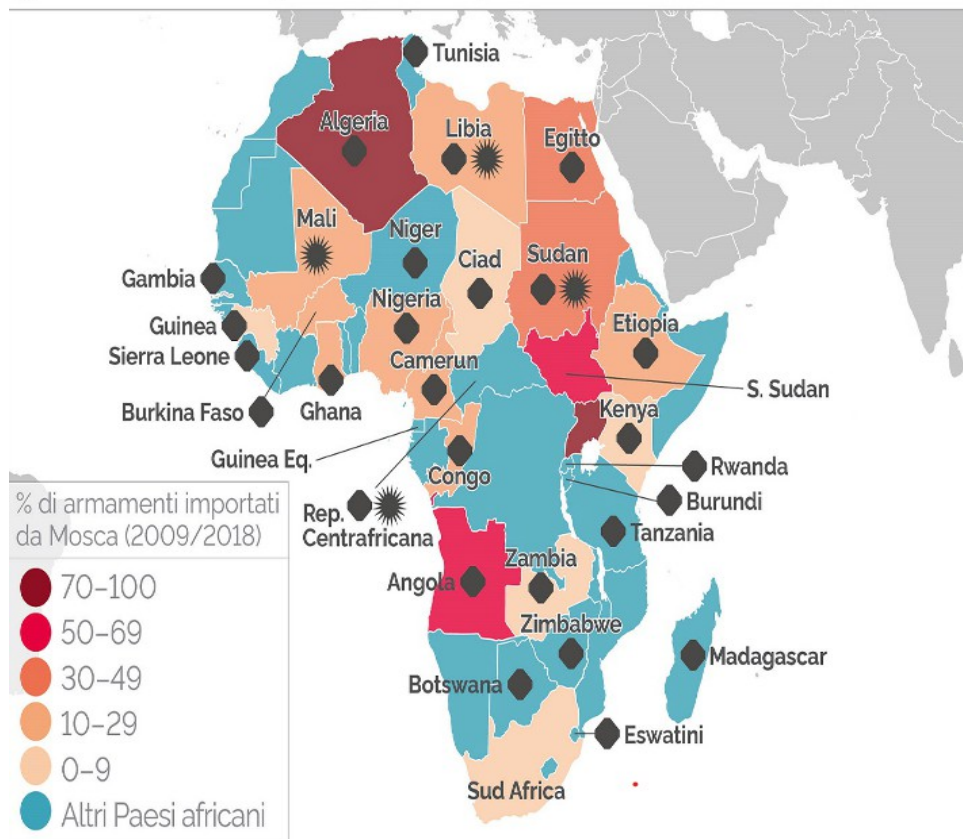 Tunisia
Algeria
Libia
Egitto
Mali
Niger
Ciad
Sudan
Gambia
Nigeria
Guinea
Etiopia
Sierra Leone
Camerun
S. Sudan
Burkina Faso
Ghana
Kenya
Guinea Eq.
Congo
Rwanda
Burundi
Rep.
Centrafricana
Tanzania
% di armamenti importati
da Mosca (2009/2018)
70–100
50–69
30–49
10–29
0–9
Altri Paesi africani
Angola
Zambia
Zimbabwe
Madagascar
Botswana
Eswatini
Sud Africa